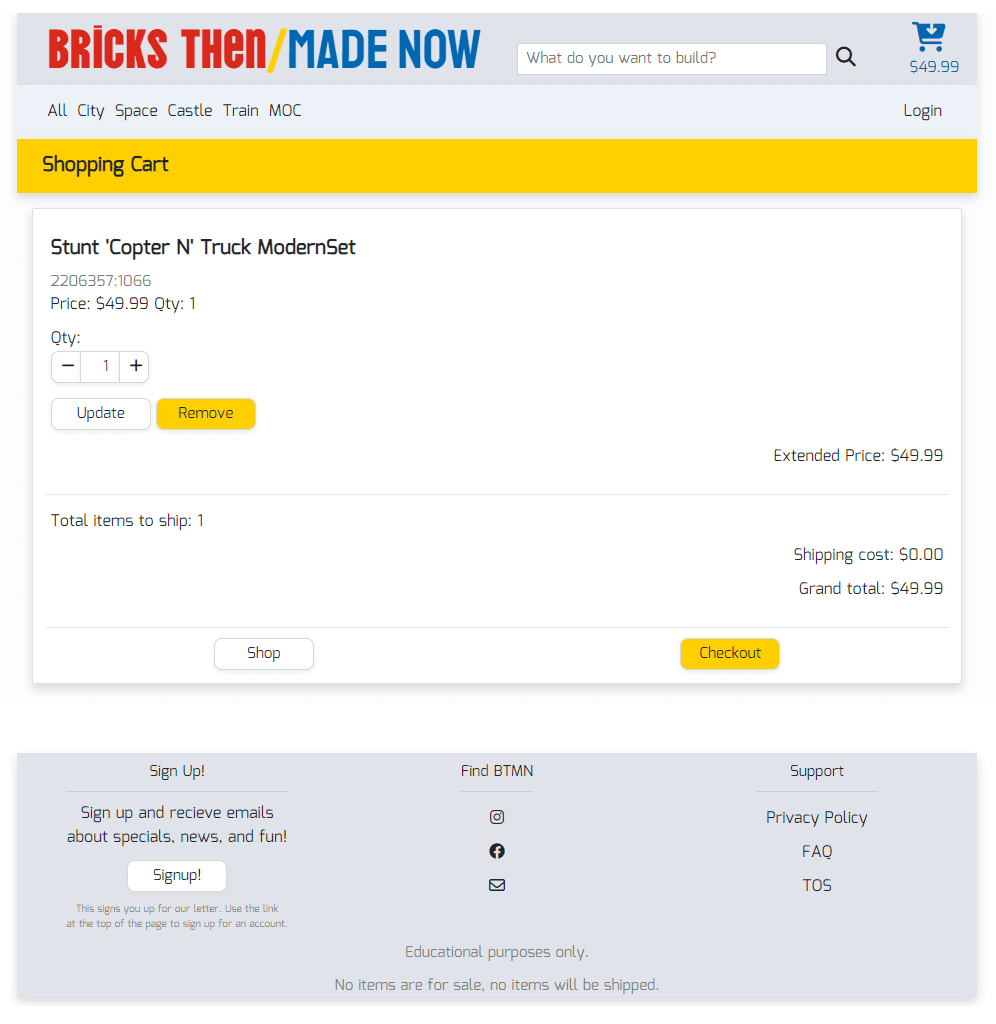 BRICKS THEN/MADE NOW
What do you want to build?
$49.99
All City Space Castle Train MOC
Login
Shopping Cart
Stunt 'Copter N' Truck ModernSet
2206357:1066
Price: $49.99 Qty: 1
Qty:
1
Update Remove
Extended Price: $49.99
Total items to ship: 1
Shipping cost: $0.00
Grand total: $49.99
Shop Checkout
Sign Up!
Sign up and recieve emails
about specials, news, and fun!
Signup!
This signs you up for our letter. Use the link
at the top of the page to sign up for an account.
Find BTMN
Support
Privacy Policy
FAQ
TOS
Educational purposes only.
No items are for sale, no items will be shipped.